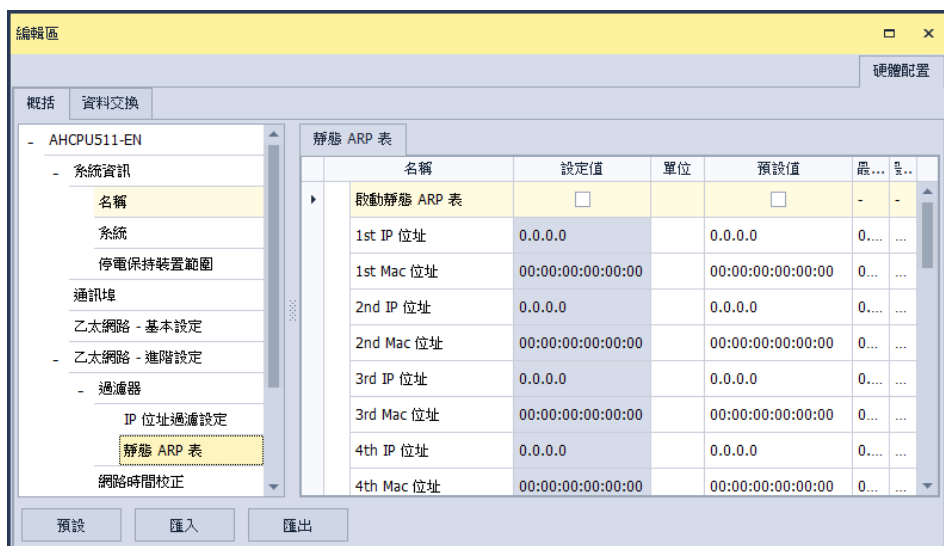 編輯區
硬體配置
概括 資料交換
AHCPU511-EN
系統資訊
名稱
系統
停電保持裝置範圍
通訊埠
乙太網路 - 基本設定
乙太網路 - 進階設定
過濾器
IP 位址過濾設定
靜態 ARP 表
網路時間校正
靜態 ARP 表
名稱 設定值 單位 預設值 最...
啟動靜態 ARP 表 - -
1st IP 位址 0.0.0.0 0.0.0.0 0.... ...
1st Mac 位址 00:00:00:00:00:00 00:00:00:00:00:00 0... ...
2nd IP 位址 0.0.0.0 0.0.0.0 0.... ...
2nd Mac 位址 00:00:00:00:00:00 00:00:00:00:00:00 0... ...
3rd IP 位址 0.0.0.0 0.0.0.0 0.... ...
3rd Mac 位址 00:00:00:00:00:00 00:00:00:00:00:00 0... ...
4th IP 位址 0.0.0.0 0.0.0.0 0.... ...
4th Mac 位址 00:00:00:00:00:00 00:00:00:00:00:00 0... ...
預設 匯入 匯出